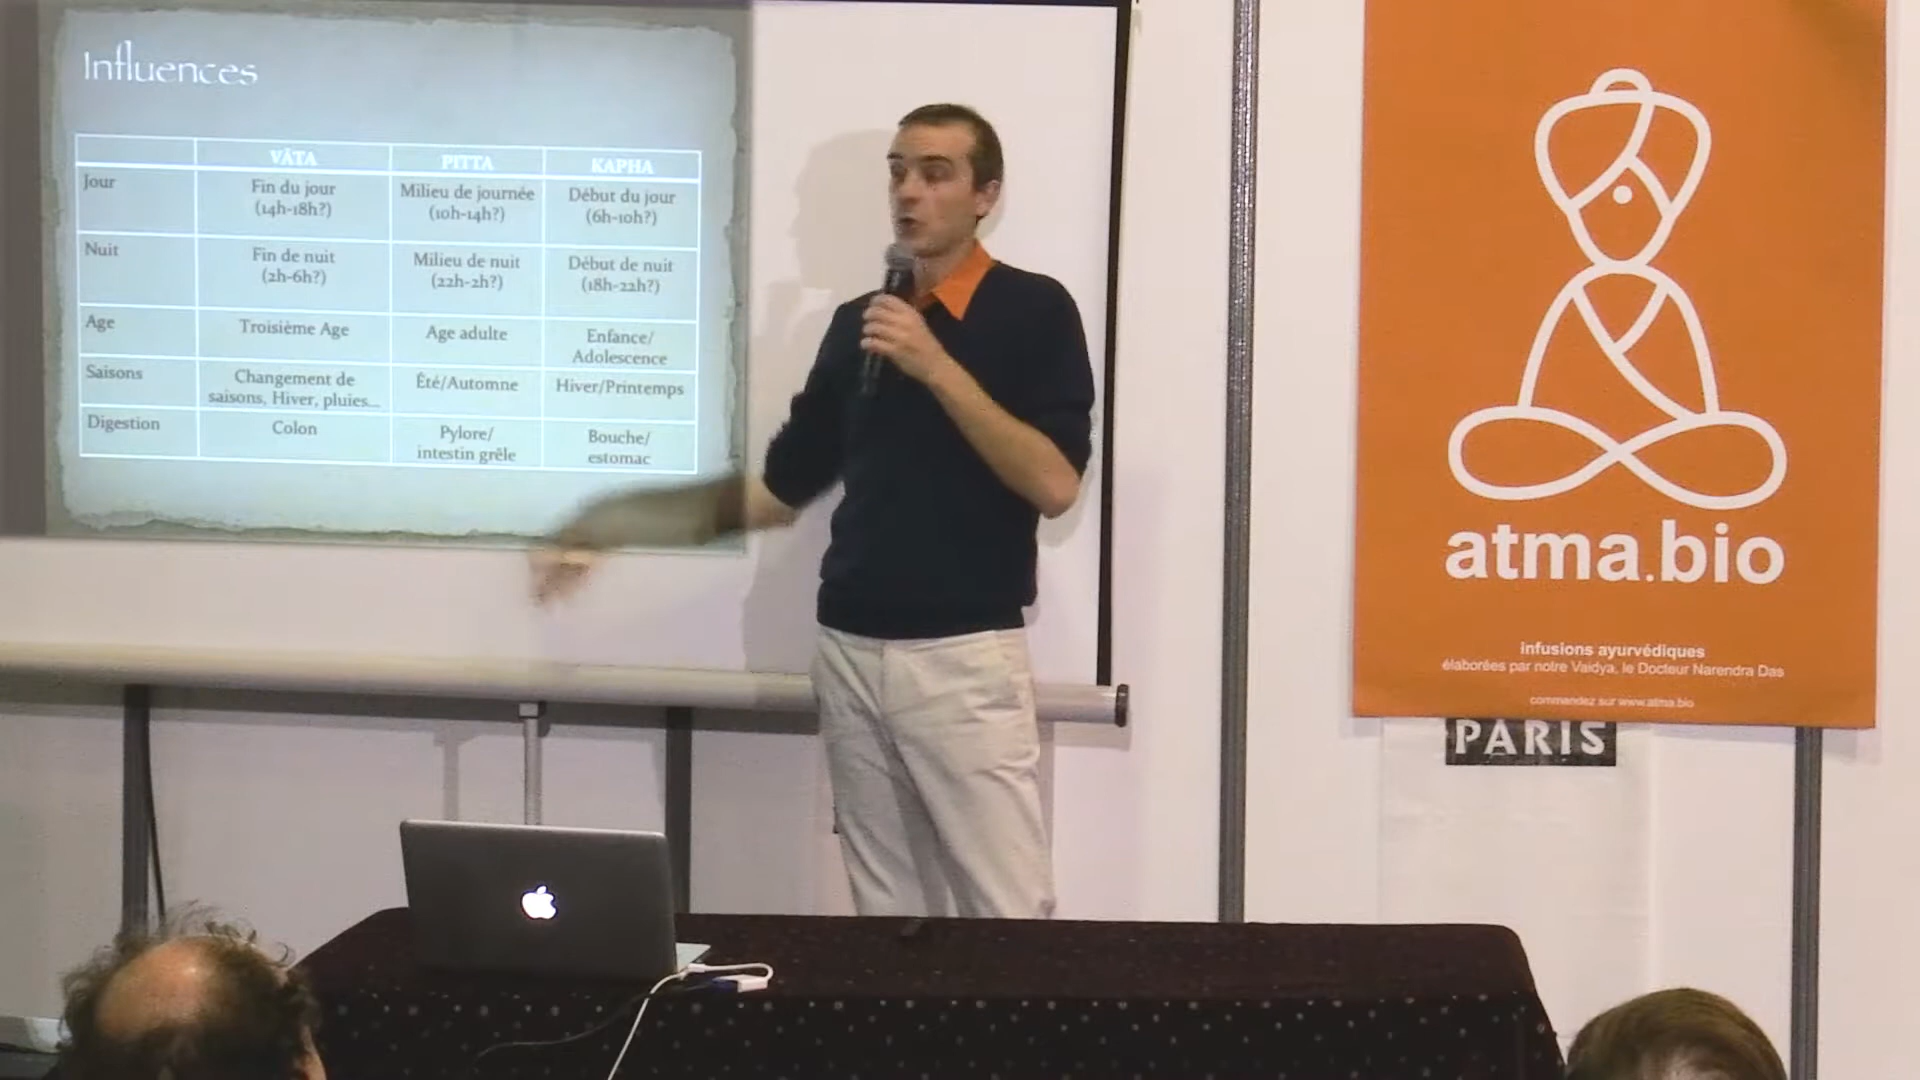 Influences
VÂTA PITTA KAPHA
Jour Fin du jour Milieu de journée Début du jour
(14h-18h?) (10h-14h?) (6h-10h?)
Nuit Fin de nuit Milieu de nuit Début de nuit
(2h-6h?) (22h-2h?) (18h-22h?)
Age Troisième Age Age adulte Enfance/
Adolescence
Saisons Changement de Été/Automne Hiver/Printemps
saisons, Hiver, pluies...
Digestion Colon Pylore/ Bouche/
intestin grêle estomac
atma.bio
infusions ayurvédiques
élaborées par notre Vaidya, le Docteur Narendra Das
commandez sur www.atma.bio
PARIS